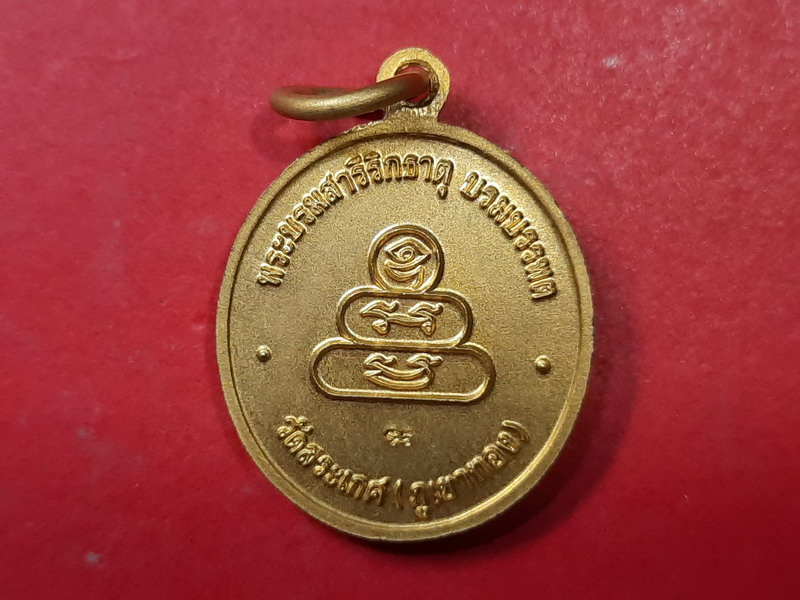 พระบรมสารีริกธาตุ บรมบรรพต
วัดสระเกศ (ภูเขาทอง)